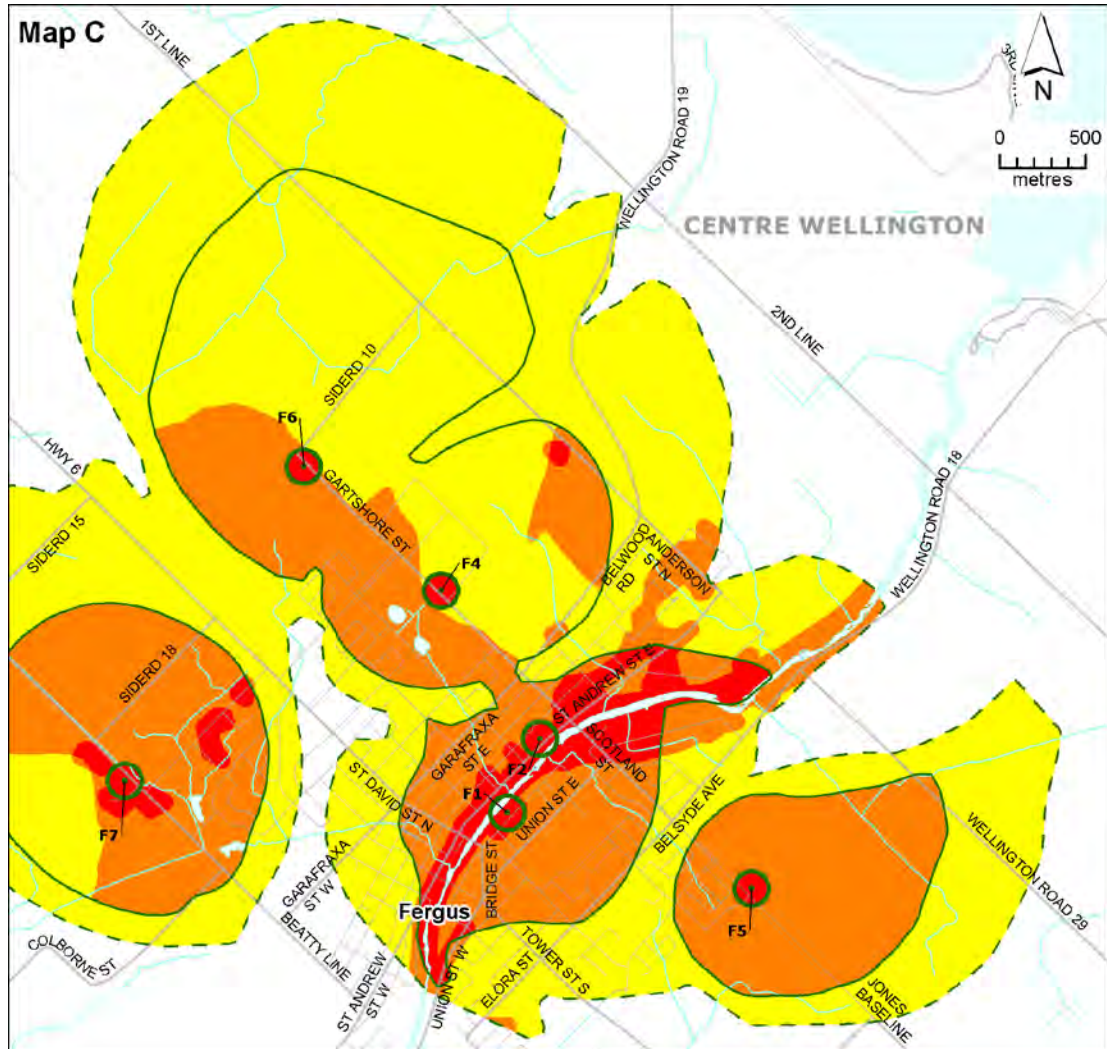 Map C
1ST LINE
WELLINGTON ROAD 19
N
0 500
metres
CENTRE WELLINGTON
2ND LINE
SIDERD 10
F6
HWY 6
GARTSHORE ST
WELLINGTON ROAD 18
SIDERD 15
F4
BELWOOD
RD
ANDERSON
ST N
SIDERD 18
ST ANDREW ST E
GARAFRAXA
ST E
SCOTLAND
ST
F2
F1
UNION ST E
ST DAVID ST N
BELSYDE AVE
F7
WELLINGTON ROAD 29
BRIDGE ST
GARAFRAXA
ST W
Fergus
BEATTY LINE
F5
COLBORNE ST
TOWER ST S
ELORA ST
UNION ST W
ST ANDREW
ST W
JONES
BASELINE